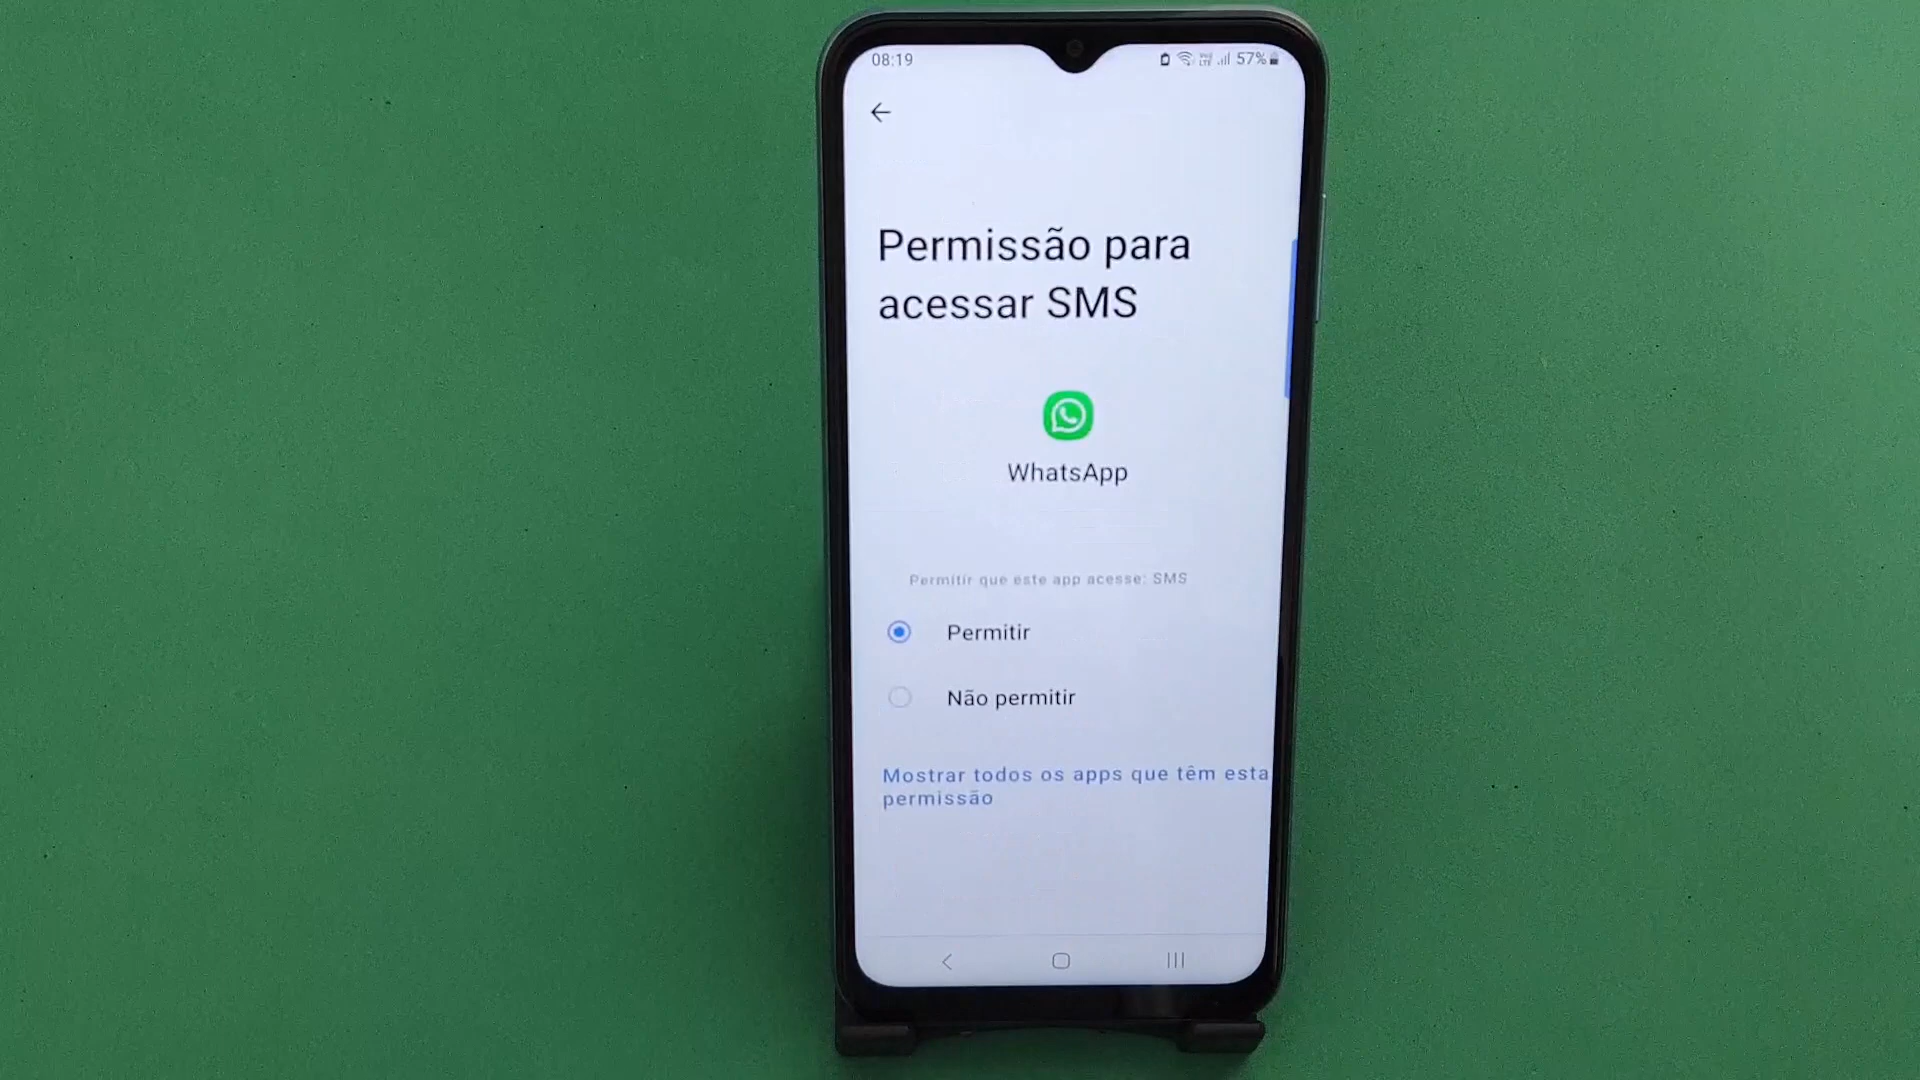 08:19
57%
Permissão para
acessar SMS
WhatsApp
Permitir que este app acesse: SMS
Permitir
Não permitir
Mostrar todos os apps que têm esta
permissão